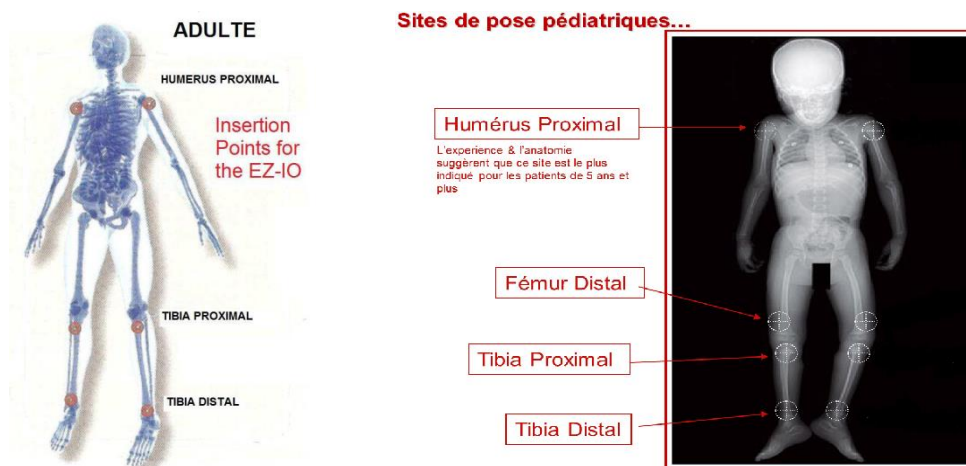 ADULTE
HUMERUS PROXIMAL
Insertion
Points for
the EZ-IO
TIBIA PROXIMAL
TIBIA DISTAL
Sites de pose pédiatriques...
Humérus Proximal
L'experience & l'anatomie
suggèrent que ce site est le plus
indiqué pour les patients de 5 ans et
plus
Fémur Distal
Tibia Proximal
Tibia Distal